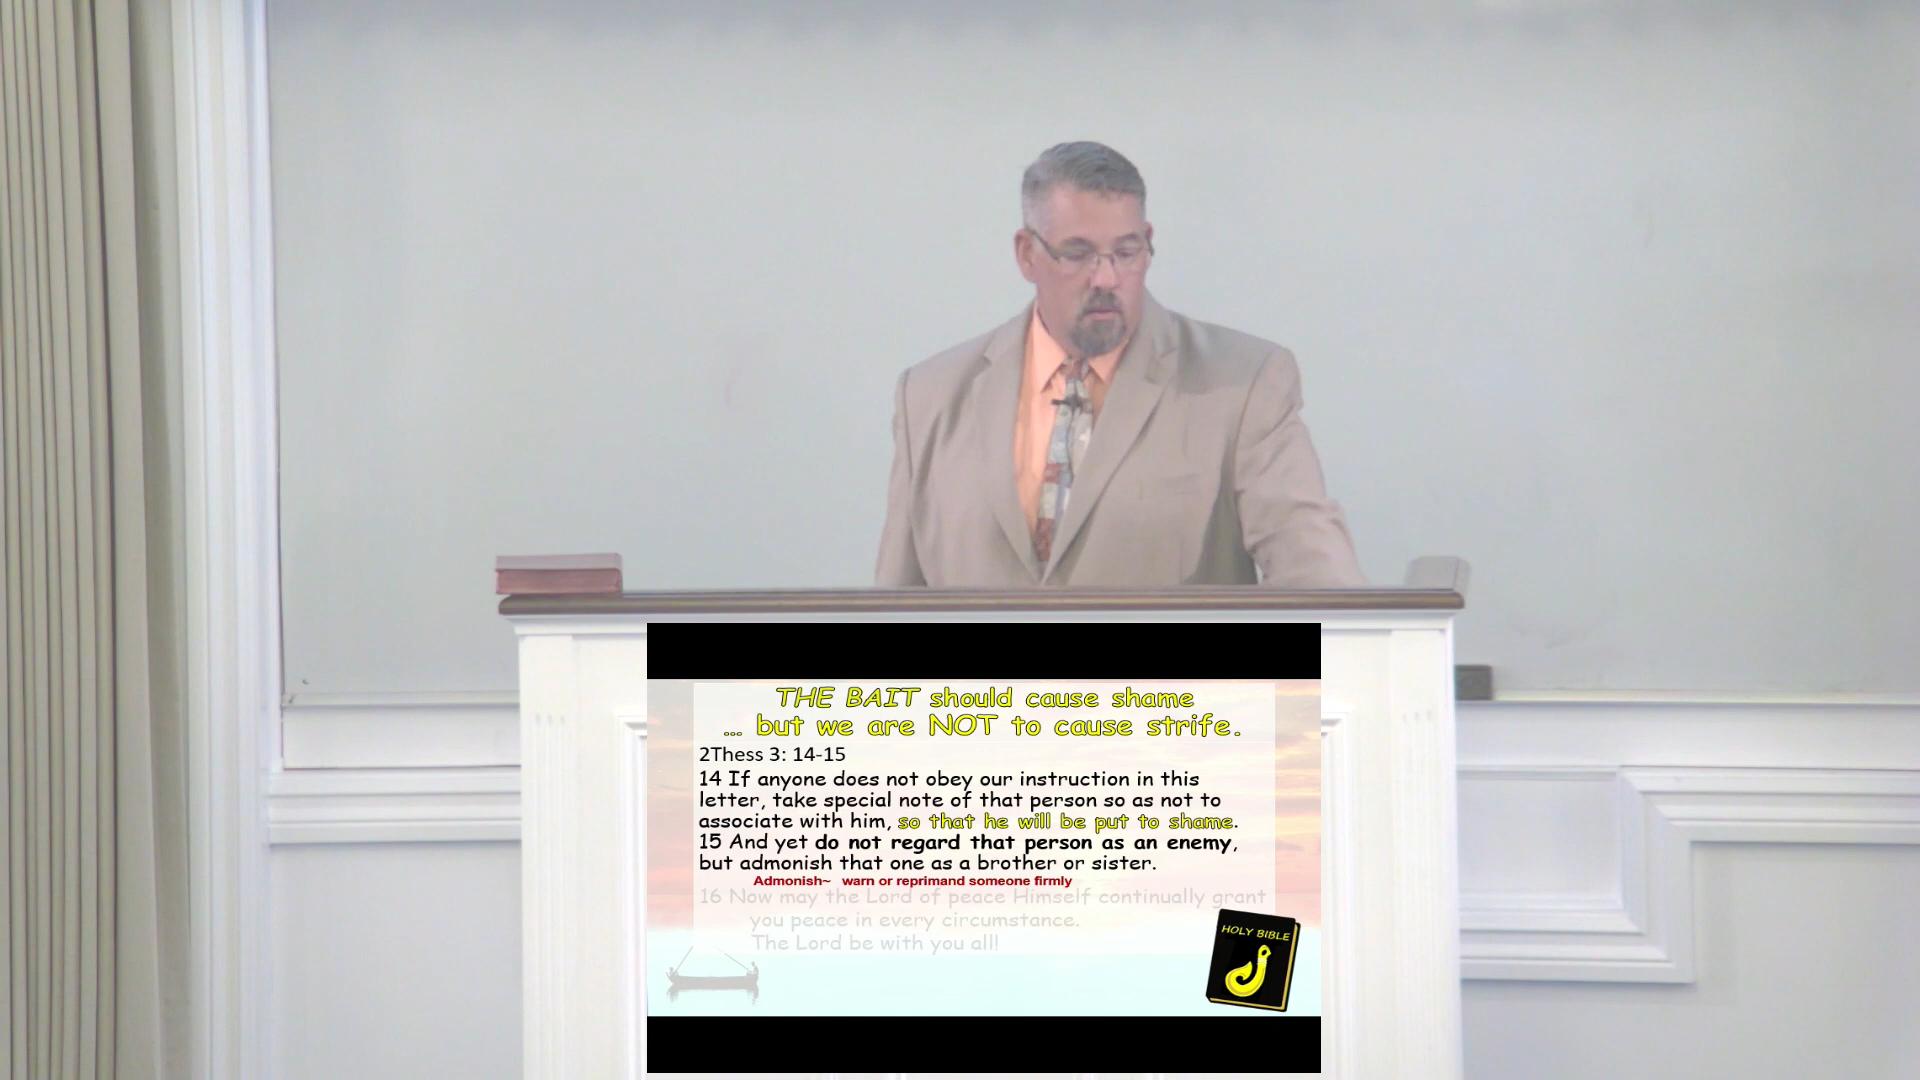 THE BAIT should cause shame
... but we are NOT to cause strife.
2Thess 3: 14-15
14 If anyone does not obey our instruction in this
letter, take special note of that person so as not to
associate with him, so that he will be put to shame.
15 And yet do not regard that person as an enemy,
but admonish that one as a brother or sister.
Admonish~ warn or reprimand someone firmly
16 Now may the Lord of peace Himself continually grant
you peace in every circumstance.
The Lord be with you all!
HOLY BIBLE